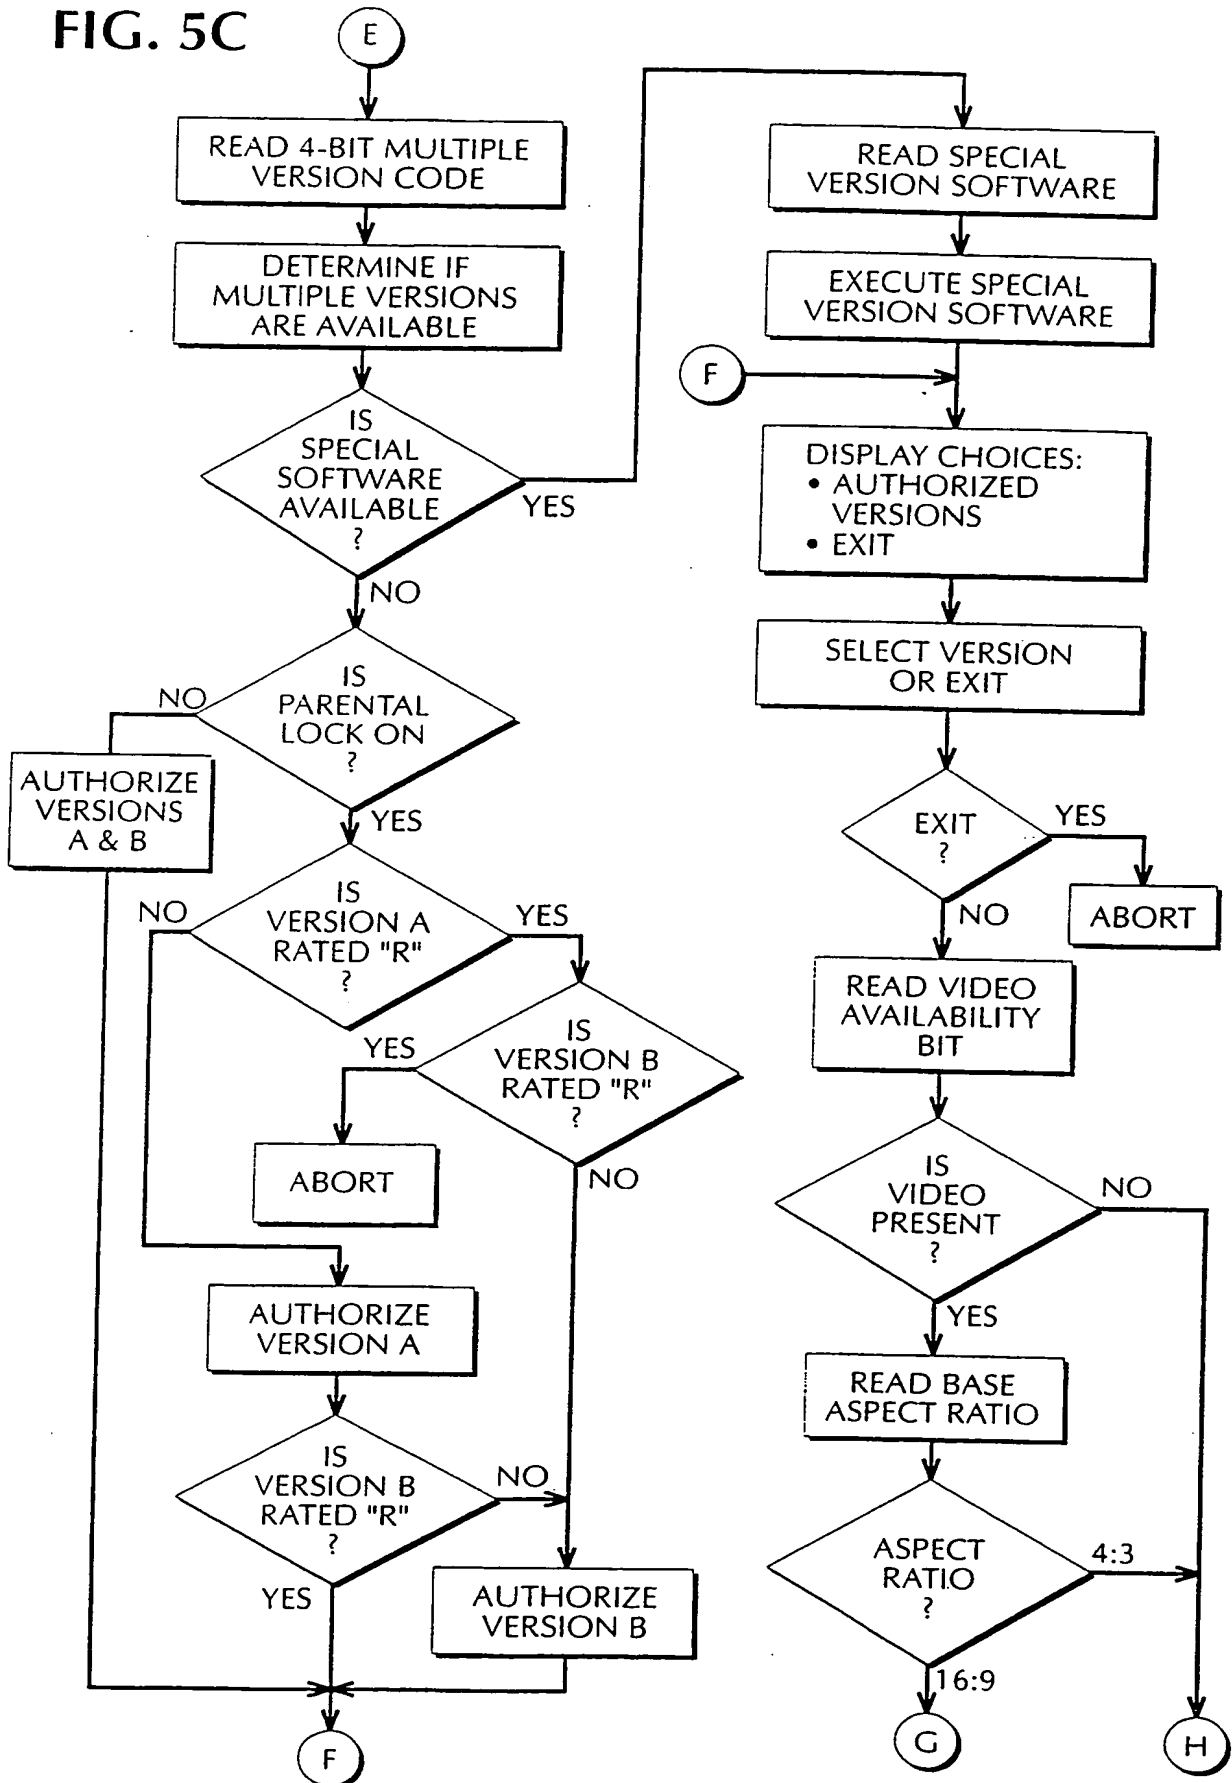 FIG. 5C
E
READ 4-BIT MULTIPLE
VERSION CODE
DETERMINE IF
MULTIPLE VERSIONS
ARE AVAILABLE
IS
SPECIAL
SOFTWARE
AVAILABLE
?
YES
NO
IS
PARENTAL
LOCK ON
?
NO
AUTHORIZE
VERSIONS
A & B
YES
IS
VERSION A
RATED "R"
?
NO
YES
IS
VERSION B
RATED "R"
?
YES
ABORT
NO
AUTHORIZE
VERSION A
IS
VERSION B
RATED "R"
?
NO
YES
AUTHORIZE
VERSION B
F
READ SPECIAL
VERSION SOFTWARE
EXECUTE SPECIAL
VERSION SOFTWARE
F
DISPLAY CHOICES:
• AUTHORIZED
VERSIONS
• EXIT
SELECT VERSION
OR EXIT
EXIT
?
YES
ABORT
NO
READ VIDEO
AVAILABILITY
BIT
IS
VIDEO
PRESENT
?
NO
YES
READ BASE
ASPECT RATIO
ASPECT
RATIO
?
4:3
16:9
G
H